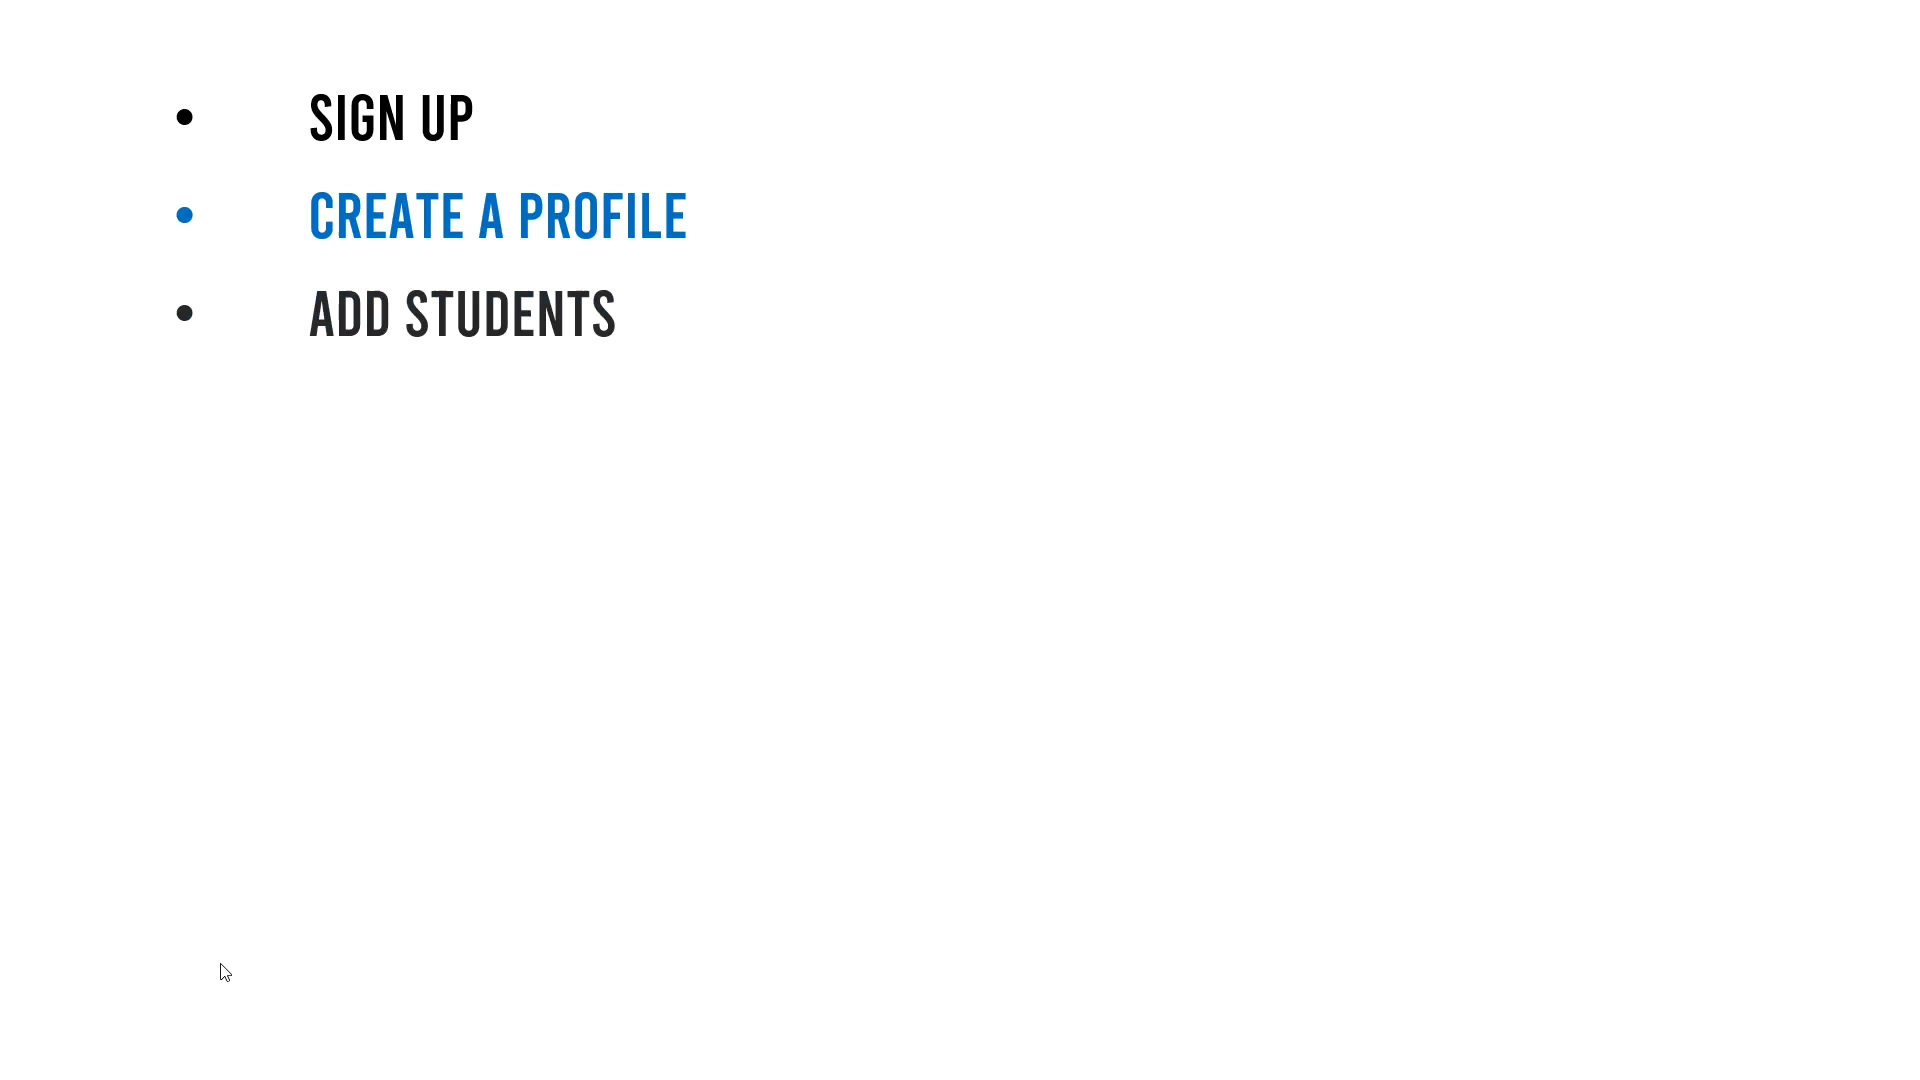 • SIGN UP
• CREATE A PROFILE
• ADD STUDENTS